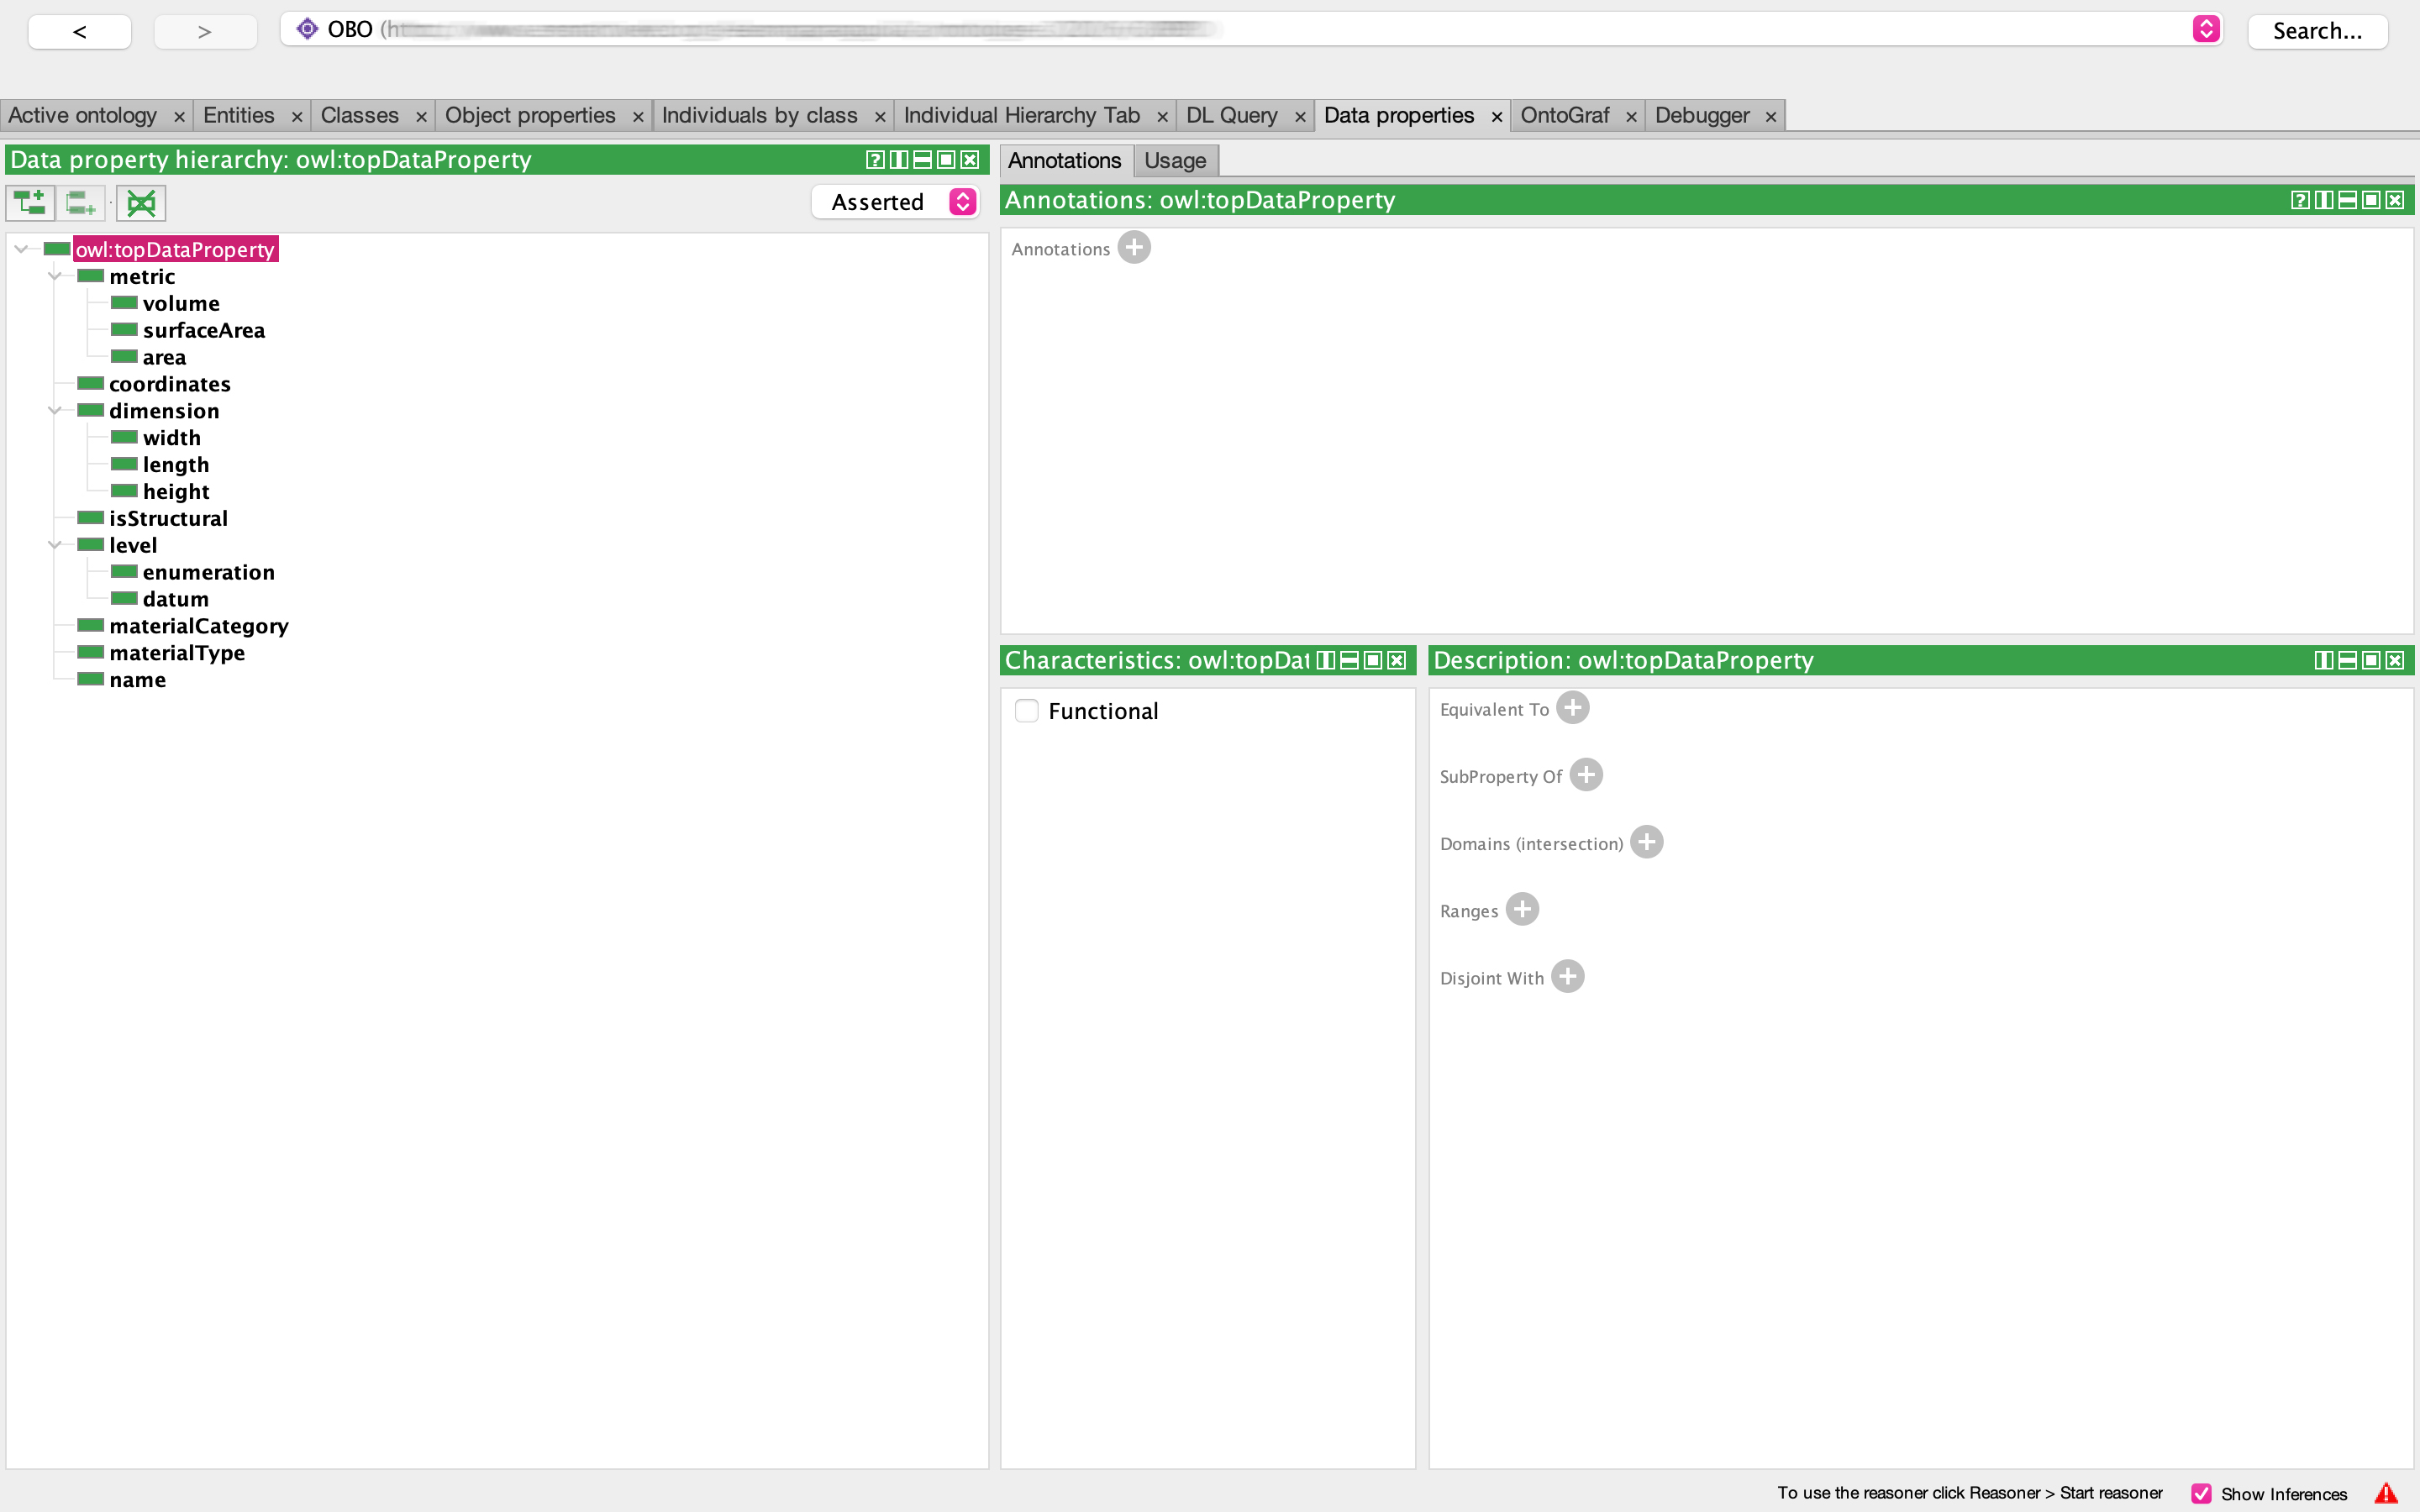 < > OBO Search...
Active ontology × Entities × Classes × Object properties × Individuals by class × Individual Hierarchy Tab × DL Query × Data properties × OntoGraf × Debugger ×
Data property hierarchy: owl:topDataProperty
Asserted
owl:topDataProperty
metric
volume
surfaceArea
area
coordinates
dimension
width
length
height
isStructural
level
enumeration
datum
materialCategory
materialType
name
Annotations Usage
Annotations: owl:topDataProperty
Annotations
Characteristics: owl:topDat
Functional
Description: owl:topDataProperty
Equivalent To
SubProperty Of
Domains (intersection)
Ranges
Disjoint With
To use the reasoner click Reasoner > Start reasoner Show Inferences